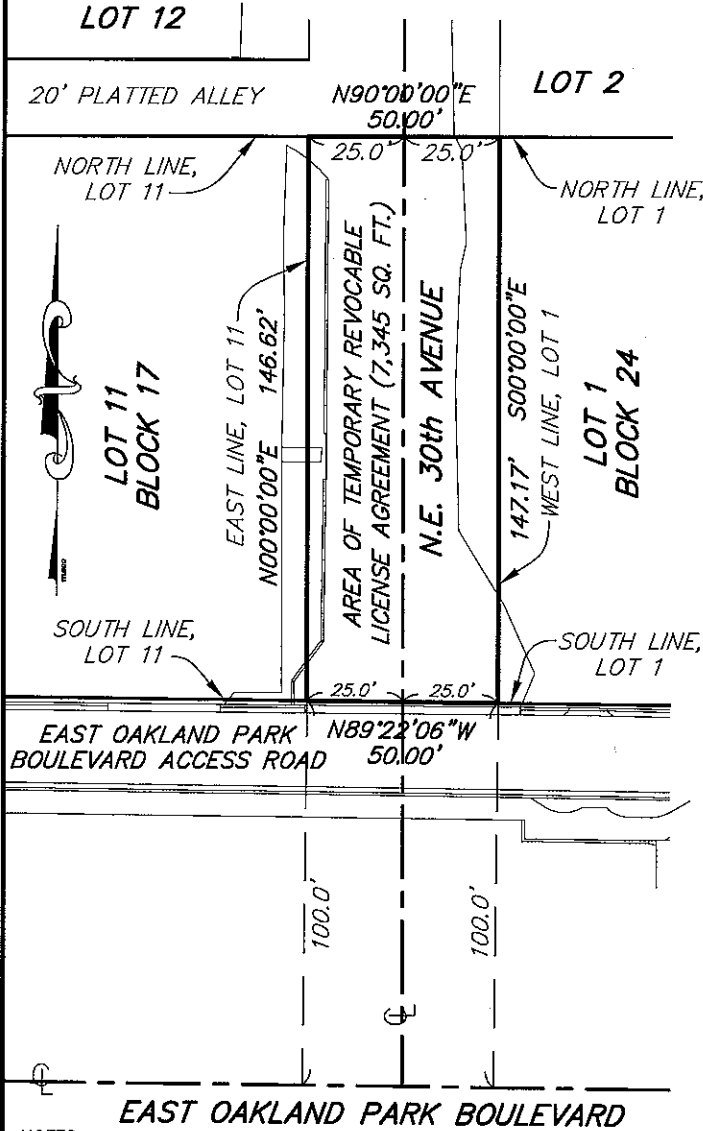 LOT 12
20' PLATTED ALLEY
N90°00'00"E
50.00'
LOT 2
25.0'
25.0'
NORTH LINE,
LOT 11
NORTH LINE,
LOT 1
EAST LINE, LOT 11
N00°00'00"E 146.62'
AREA OF TEMPORARY REVOCABLE
LICENSE AGREEMENT (7,345 SQ. FT.)
N.E. 30th AVENUE
147.17' S00°00'00"E
WEST LINE, LOT 1
LOT 11
BLOCK 17
LOT 1
BLOCK 24
SOUTH LINE,
LOT 11
SOUTH LINE,
LOT 1
25.0'
25.0'
EAST OAKLAND PARK
BOULEVARD ACCESS ROAD
N89°22'06"W
50.00'
100.0'
100.0'
EAST OAKLAND PARK BOULEVARD